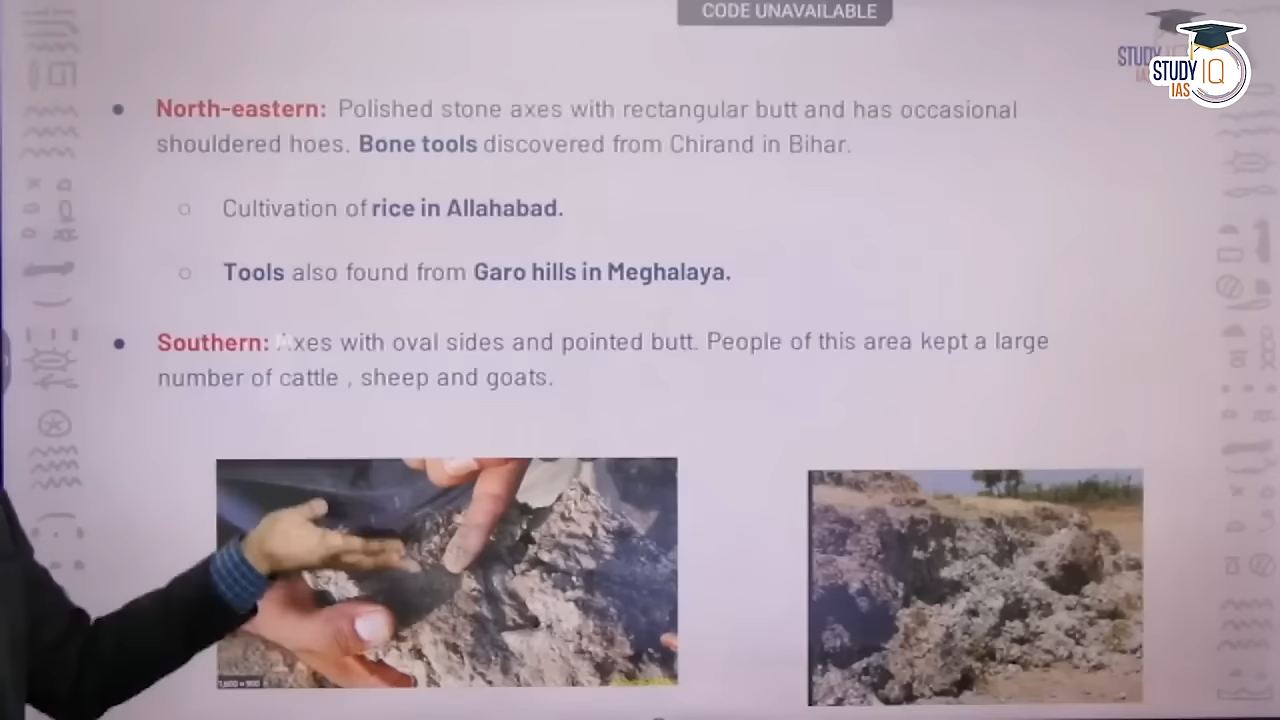 CODE UNAVAILABLE
STUDY
STUDY IQ
IAS
North-eastern: Polished stone axes with rectangular butt and has occasional
shouldered hoes. Bone tools discovered from Chirand in Bihar.
Cultivation of rice in Allahabad.
Tools also found from Garo hills in Meghalaya.
Southern: Axes with oval sides and pointed butt. People of this area kept a large
number of cattle , sheep and goats.